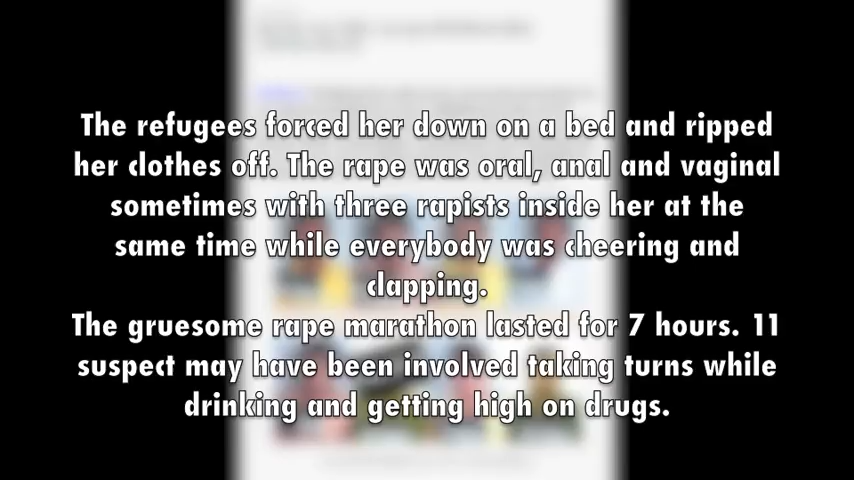 The refugees forced her down on a bed and ripped
her clothes off. The rape was oral, anal and vaginal
sometimes with three rapists inside her at the
same time while everybody was cheering and
clapping.
The gruesome rape marathon lasted for 7 hours. 11
suspect may have been involved taking turns while
drinking and getting high on drugs.